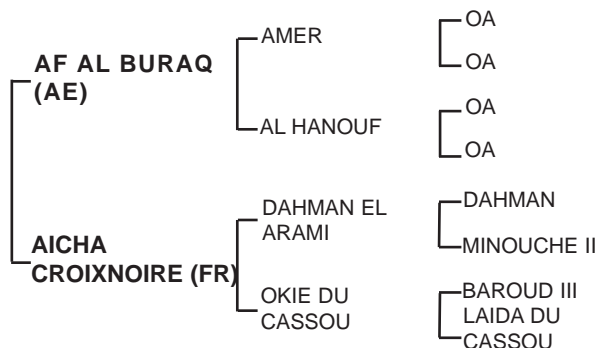 AF AL BURAQ
(AE)
AMER
OA
OA
AL HANOUF
OA
OA
AICHA
CROIXNOIRE (FR)
DAHMAN EL
ARAMI
DAHMAN
MINOUCHE II
OKIE DU
CASSOU
BAROUD III
LAIDA DU
CASSOU